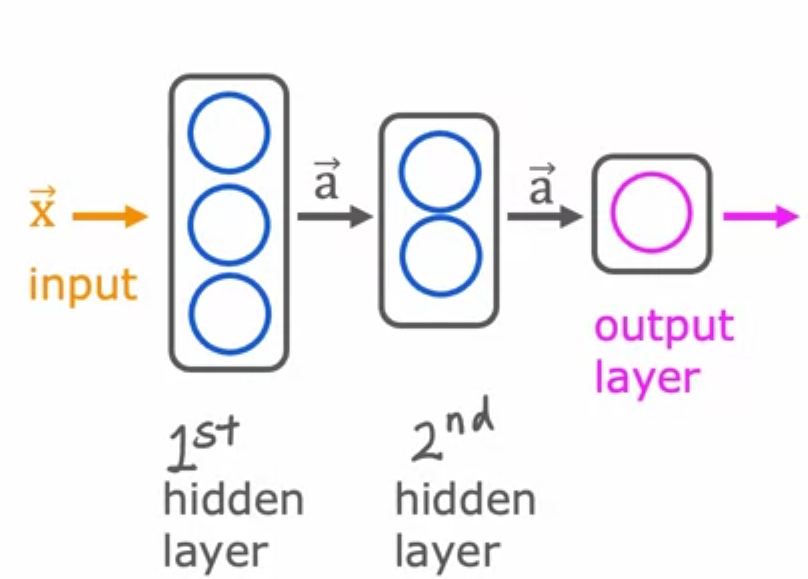 x⃗
input
a⃗
a⃗
output
layer
1st
hidden
layer
2nd
hidden
layer